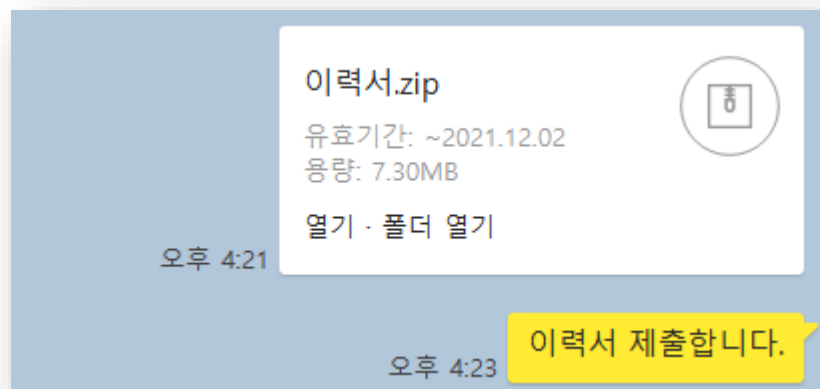 이력서.zip
유효기간: ~2021.12.02
용량: 7.30MB
열기 · 폴더 열기
오후 4:21
이력서 제출합니다.
오후 4:23